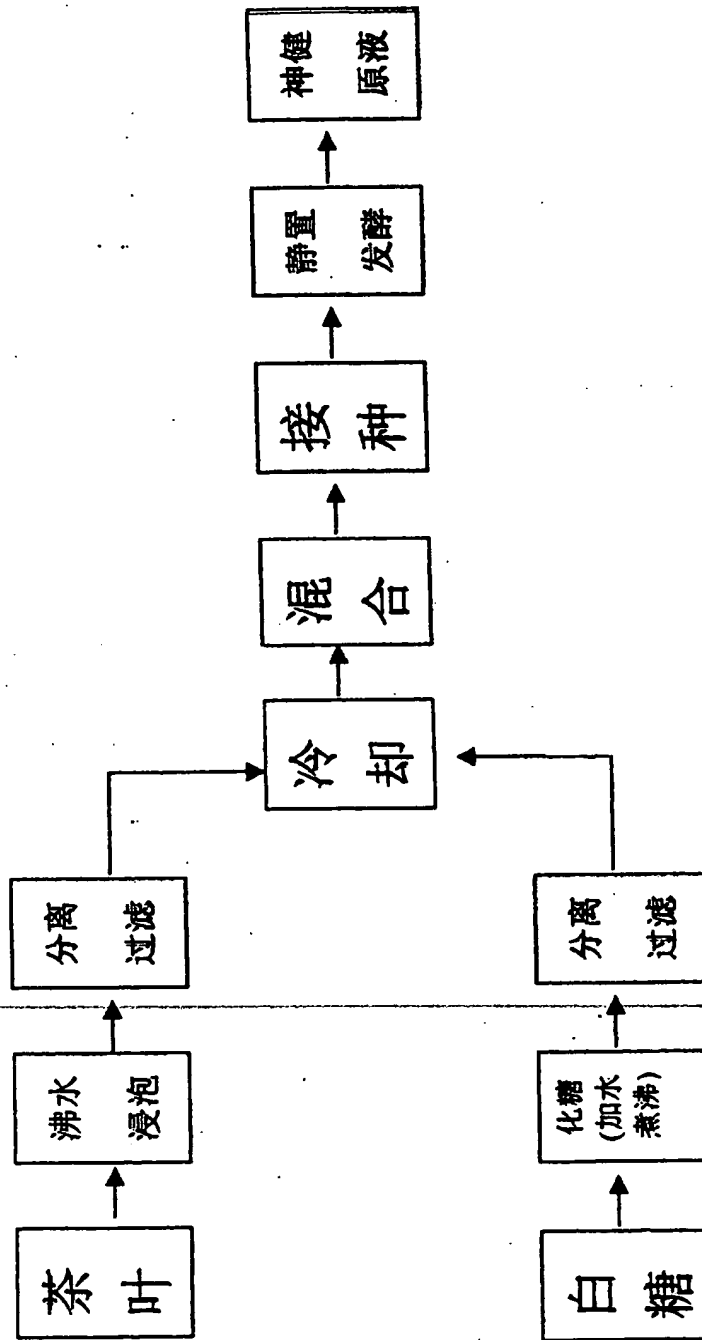 茶
叶
沸水
浸泡
分离
过滤
白
糖
化糖
(加水
煮沸)
分离
过滤
冷
却
混
合
接
种
静置
发酵
神健
原液